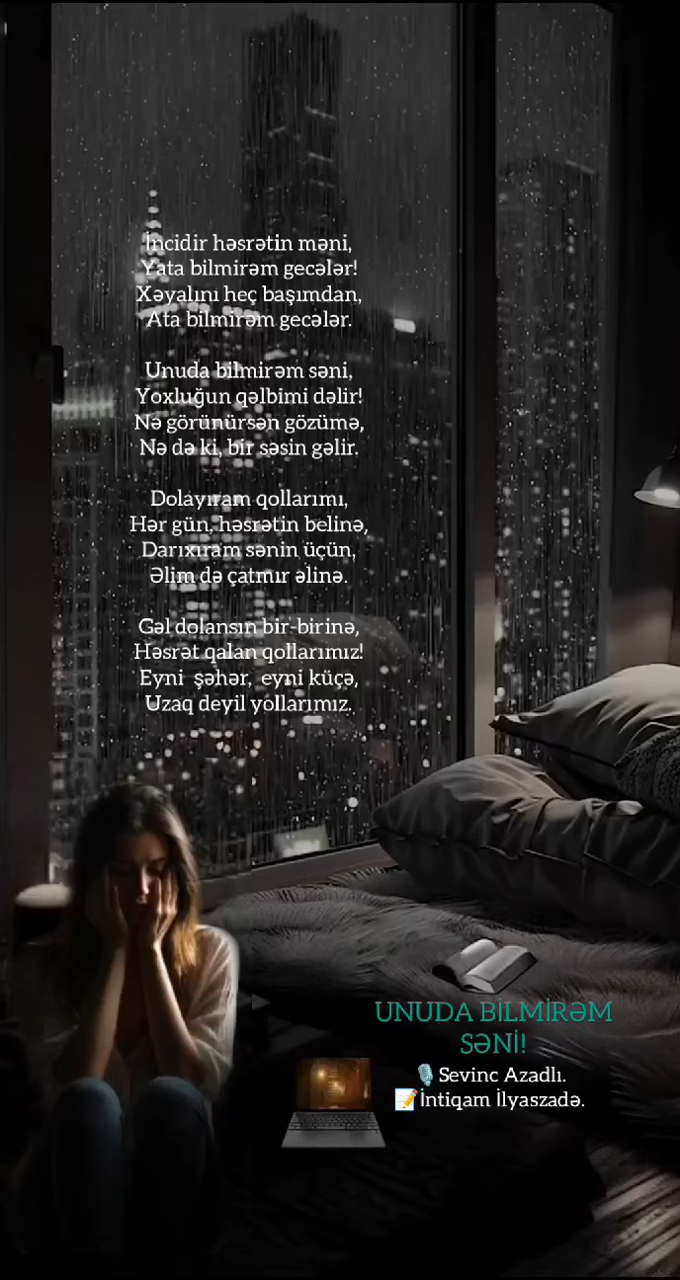 İncidir həsrətin məni,
Yata bilmirəm gecələr!
Xəyalını heç başımdan,
Ata bilmirəm gecələr.
Unuda bilmirəm səni,
Yoxluğun qəlbimi dəlir!
Nə görünürsən gözümə,
Nə də ki, bir səsin gəlir.
Dolayıram qollarımı,
Hər gün, həsrətin belinə,
Darıxıram sənin üçün,
Əlim də çatmır əlinə.
Gəl dolansın bir-birinə,
Həsrət qalan qollarımız!
Eyni şəhər, eyni küçə,
Uzaq deyil yollarımız.
UNUDA BİLMİRƏM
SƏNİ!
🎙️Sevinc Azadlı.
📝İntiqam İlyaszadə.